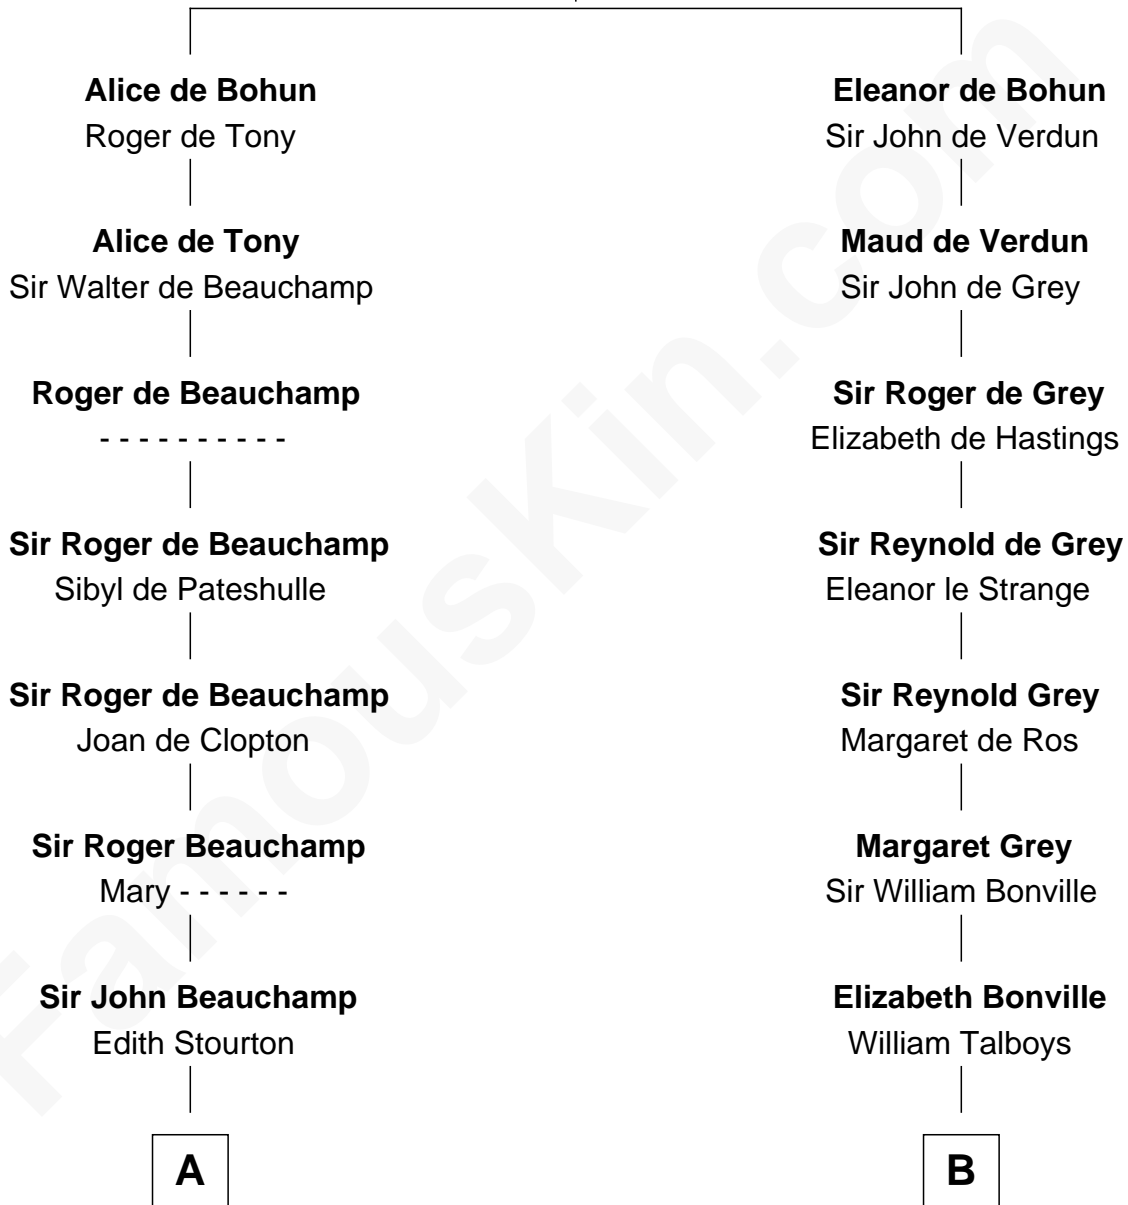 Alice de Bohun
Roger de Tony
Alice de Tony
Sir Walter de Beauchamp
Roger de Beauchamp
- - - - - - - - - -
Sir Roger de Beauchamp
Sibyl de Pateshulle
Sir Roger de Beauchamp
Joan de Clopton
Sir Roger Beauchamp
Mary - - - - - -
Sir John Beauchamp
Edith Stourton
A
Eleanor de Bohun
Sir John de Verdun
Maud de Verdun
Sir John de Grey
Sir Roger de Grey
Elizabeth de Hastings
Sir Reynold de Grey
Eleanor le Strange
Sir Reynold Grey
Margaret de Ros
Margaret Grey
Sir William Bonville
Elizabeth Bonville
William Talboys
B
FamousKin.com